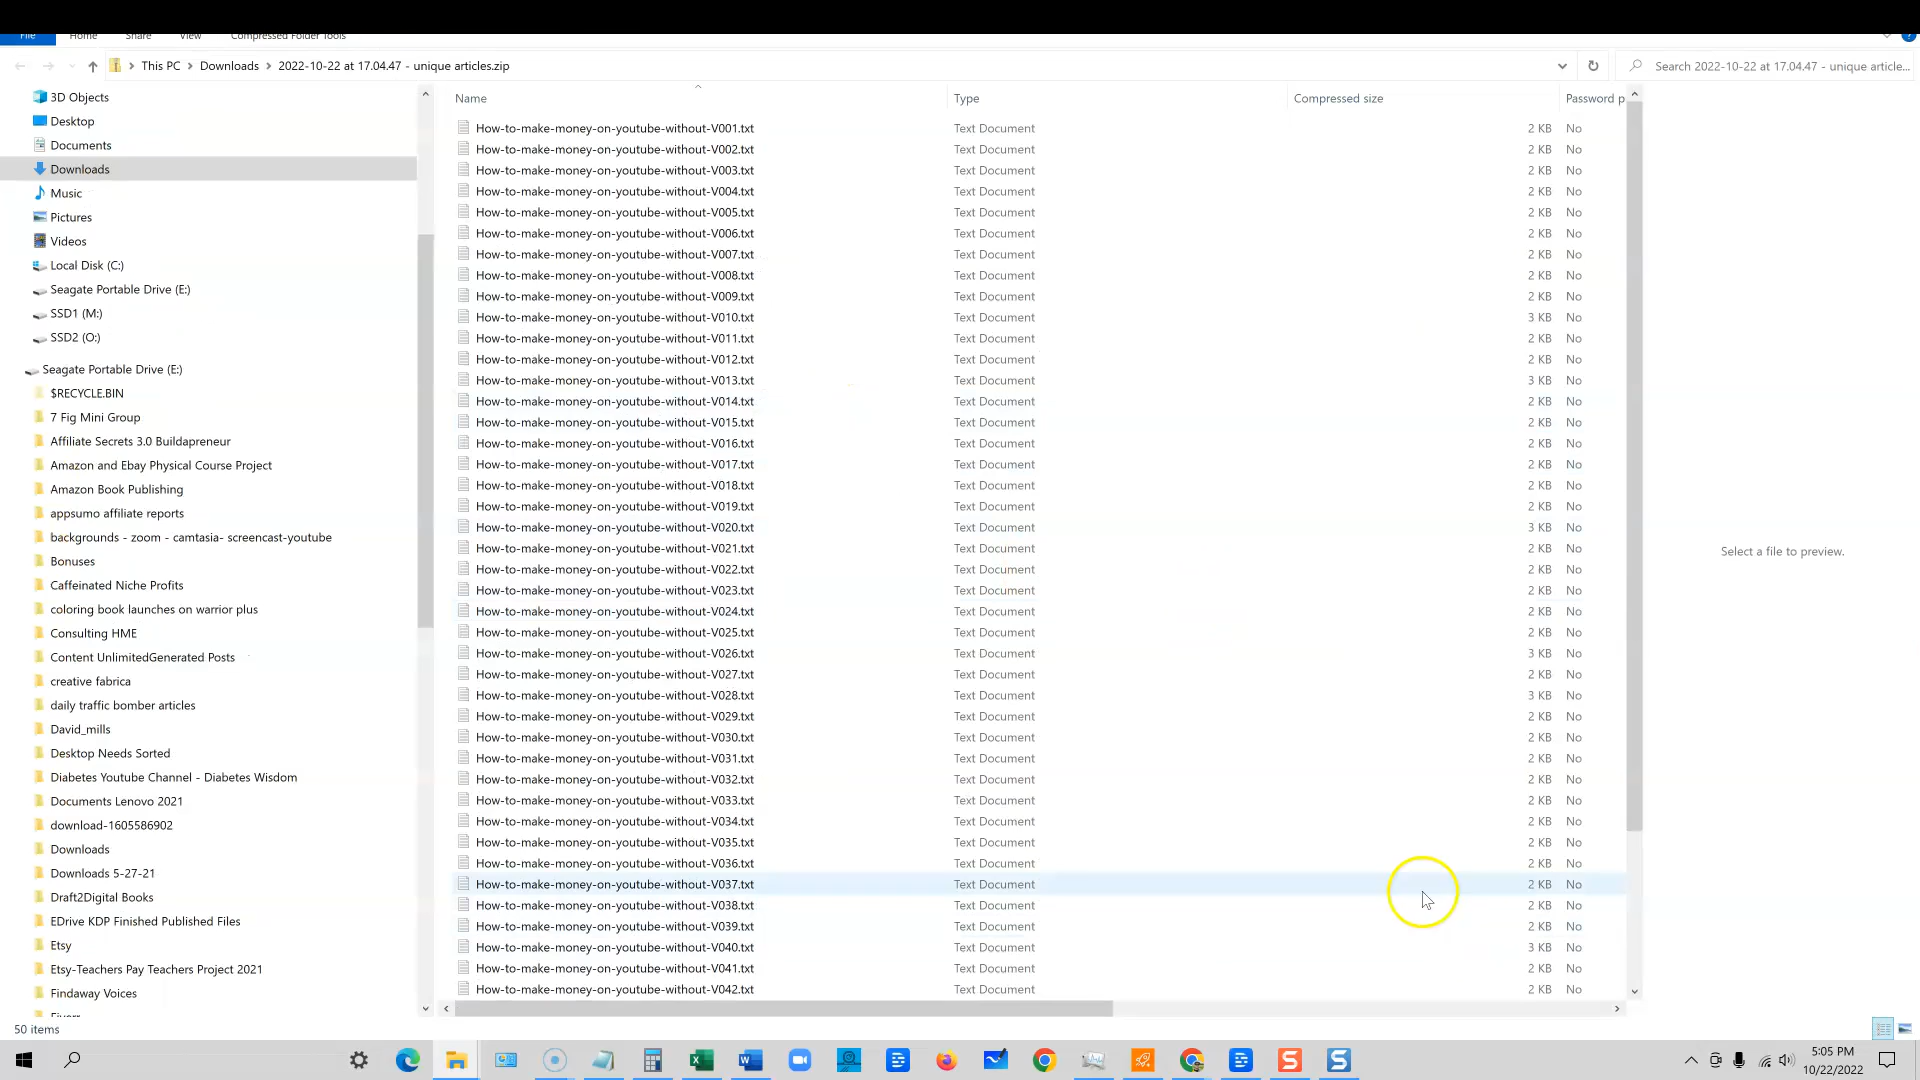 File Home Share View Compressed Folder Tools
This PC Downloads 2022-10-22 at 17.04.47 - unique articles.zip
Search 2022-10-22 at 17.04.47 - unique article...
3D Objects
Desktop
Documents
Downloads
Music
Pictures
Videos
Local Disk (C:)
Seagate Portable Drive (E:)
SSD1 (M:)
SSD2 (O:)
Seagate Portable Drive (E:)
$RECYCLE.BIN
7 Fig Mini Group
Affiliate Secrets 3.0 Buildapreneur
Amazon and Ebay Physical Course Project
Amazon Book Publishing
appsumo affiliate reports
backgrounds - zoom - camtasia- screencast-youtube
Bonuses
Caffeinated Niche Profits
coloring book launches on warrior plus
Consulting HME
Content UnlimitedGenerated Posts
creative fabrica
daily traffic bomber articles
David_mills
Desktop Needs Sorted
Diabetes Youtube Channel - Diabetes Wisdom
Documents Lenovo 2021
download-1605586902
Downloads
Downloads 5-27-21
Draft2Digital Books
EDrive KDP Finished Published Files
Etsy
Etsy-Teachers Pay Teachers Project 2021
Findaway Voices
Fiverr
Name Type Compressed size Password p
How-to-make-money-on-youtube-without-V001.txt Text Document 2 KB No
How-to-make-money-on-youtube-without-V002.txt Text Document 2 KB No
How-to-make-money-on-youtube-without-V003.txt Text Document 2 KB No
How-to-make-money-on-youtube-without-V004.txt Text Document 2 KB No
How-to-make-money-on-youtube-without-V005.txt Text Document 2 KB No
How-to-make-money-on-youtube-without-V006.txt Text Document 2 KB No
How-to-make-money-on-youtube-without-V007.txt Text Document 2 KB No
How-to-make-money-on-youtube-without-V008.txt Text Document 2 KB No
How-to-make-money-on-youtube-without-V009.txt Text Document 2 KB No
How-to-make-money-on-youtube-without-V010.txt Text Document 3 KB No
How-to-make-money-on-youtube-without-V011.txt Text Document 2 KB No
How-to-make-money-on-youtube-without-V012.txt Text Document 2 KB No
How-to-make-money-on-youtube-without-V013.txt Text Document 3 KB No
How-to-make-money-on-youtube-without-V014.txt Text Document 2 KB No
How-to-make-money-on-youtube-without-V015.txt Text Document 2 KB No
How-to-make-money-on-youtube-without-V016.txt Text Document 2 KB No
How-to-make-money-on-youtube-without-V017.txt Text Document 2 KB No
How-to-make-money-on-youtube-without-V018.txt Text Document 2 KB No
How-to-make-money-on-youtube-without-V019.txt Text Document 2 KB No
How-to-make-money-on-youtube-without-V020.txt Text Document 3 KB No
How-to-make-money-on-youtube-without-V021.txt Text Document 2 KB No
How-to-make-money-on-youtube-without-V022.txt Text Document 2 KB No
How-to-make-money-on-youtube-without-V023.txt Text Document 2 KB No
How-to-make-money-on-youtube-without-V024.txt Text Document 2 KB No
How-to-make-money-on-youtube-without-V025.txt Text Document 2 KB No
How-to-make-money-on-youtube-without-V026.txt Text Document 3 KB No
How-to-make-money-on-youtube-without-V027.txt Text Document 2 KB No
How-to-make-money-on-youtube-without-V028.txt Text Document 3 KB No
How-to-make-money-on-youtube-without-V029.txt Text Document 2 KB No
How-to-make-money-on-youtube-without-V030.txt Text Document 2 KB No
How-to-make-money-on-youtube-without-V031.txt Text Document 2 KB No
How-to-make-money-on-youtube-without-V032.txt Text Document 2 KB No
How-to-make-money-on-youtube-without-V033.txt Text Document 2 KB No
How-to-make-money-on-youtube-without-V034.txt Text Document 2 KB No
How-to-make-money-on-youtube-without-V035.txt Text Document 2 KB No
How-to-make-money-on-youtube-without-V036.txt Text Document 2 KB No
How-to-make-money-on-youtube-without-V037.txt Text Document 2 KB No
How-to-make-money-on-youtube-without-V038.txt Text Document 2 KB No
How-to-make-money-on-youtube-without-V039.txt Text Document 2 KB No
How-to-make-money-on-youtube-without-V040.txt Text Document 3 KB No
How-to-make-money-on-youtube-without-V041.txt Text Document 2 KB No
How-to-make-money-on-youtube-without-V042.txt Text Document 2 KB No
Select a file to preview.
50 items
5:05 PM
10/22/2022